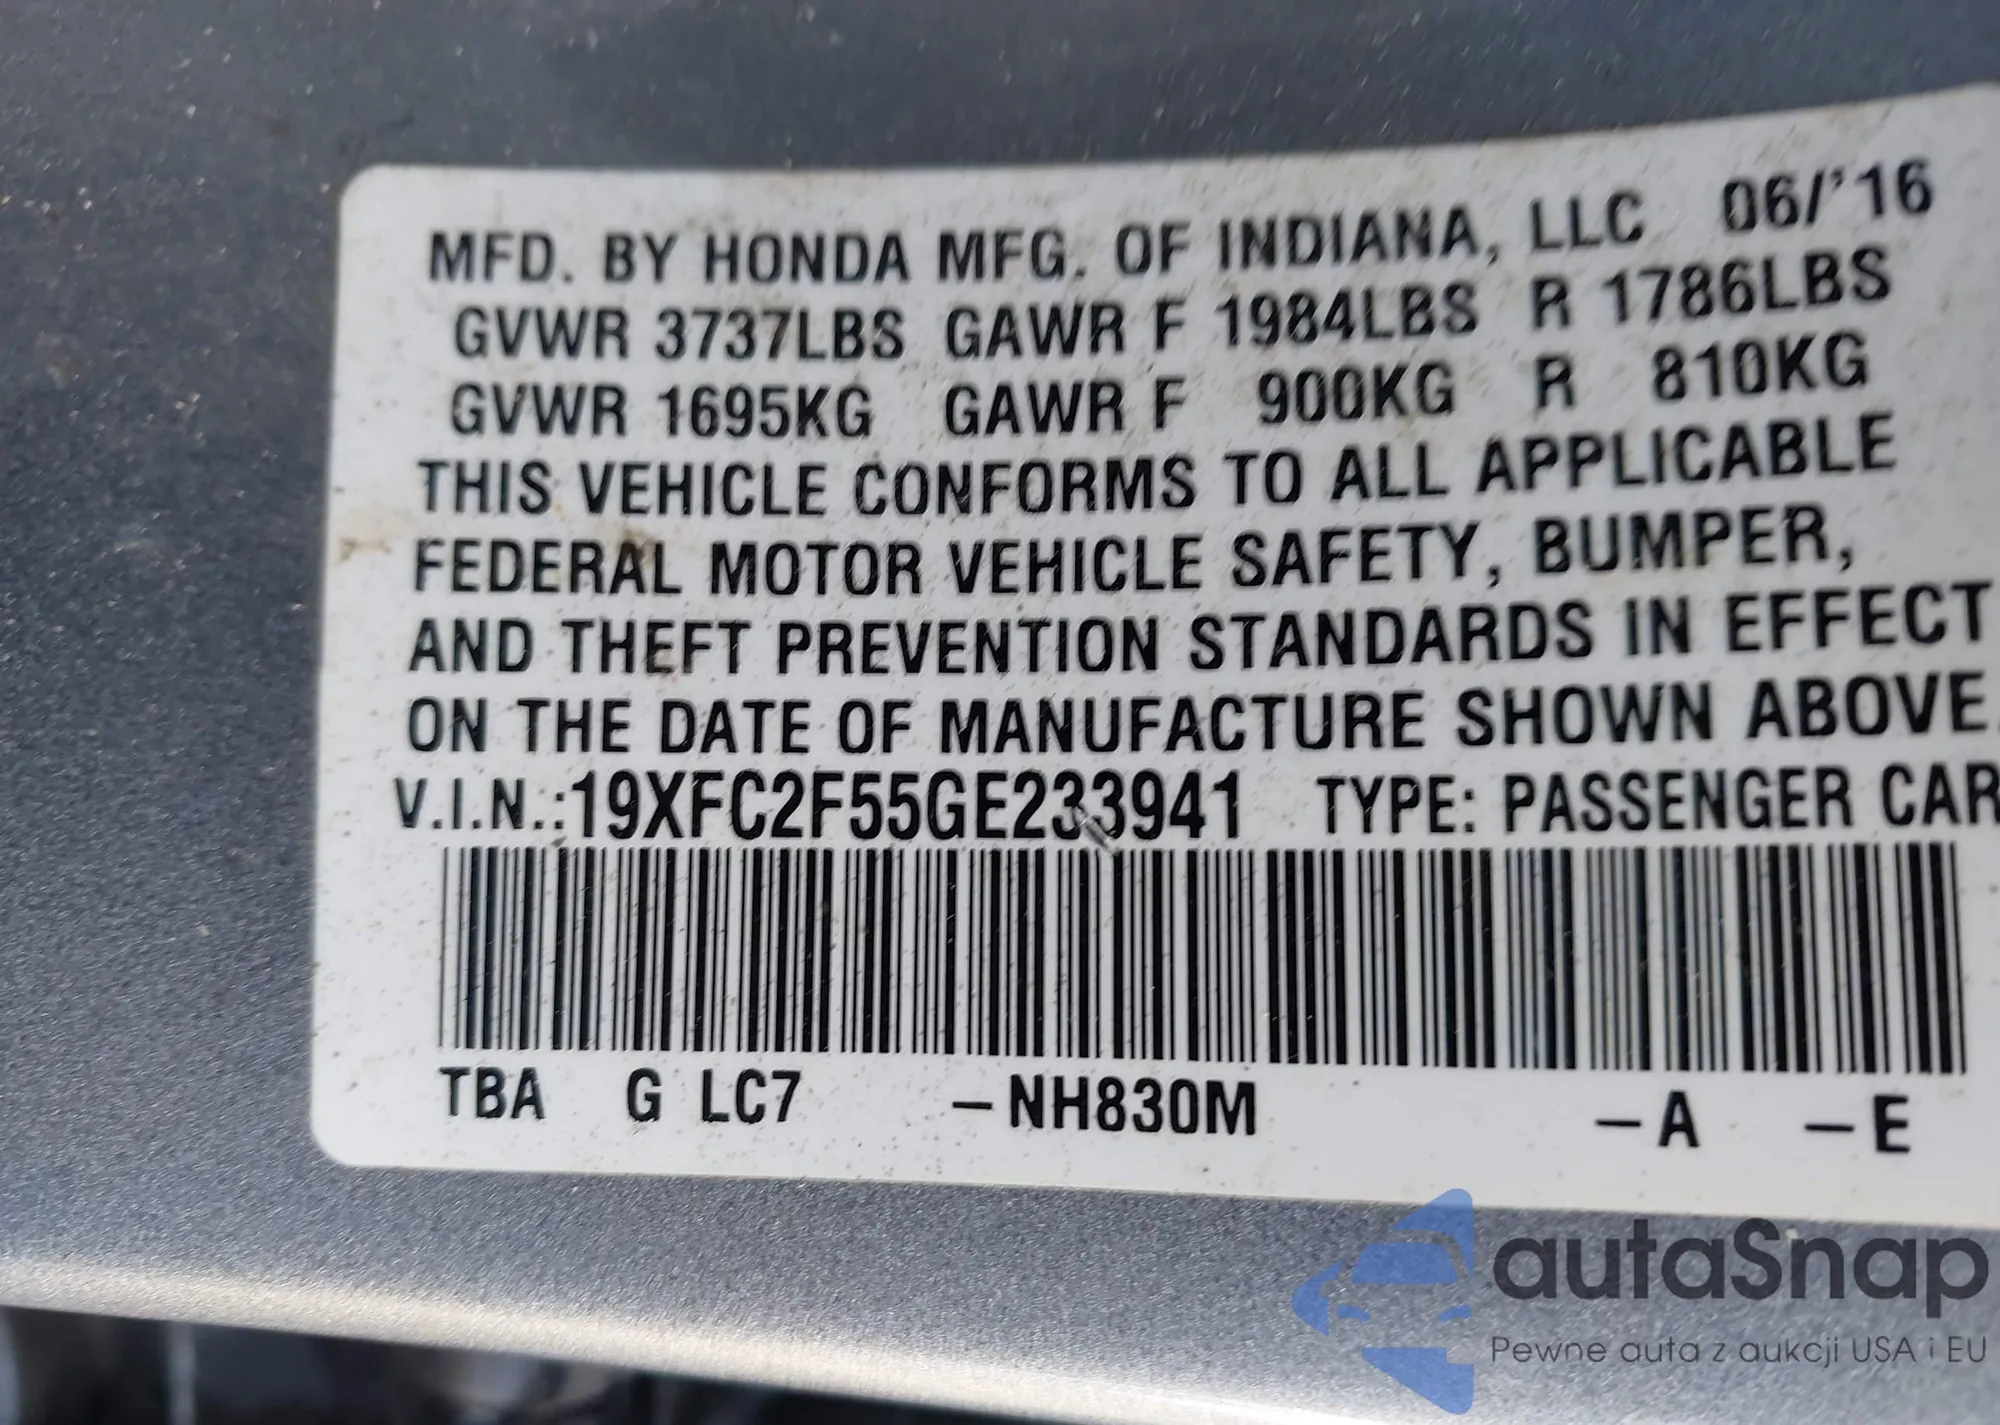 MFD. BY HONDA MFG. OF INDIANA, LLC 06/'16
GVWR 3737LBS GAWR F 1984LBS R 1786LBS
GVWR 1695KG GAWR F 900KG R 810KG
THIS VEHICLE CONFORMS TO ALL APPLICABLE
FEDERAL MOTOR VEHICLE SAFETY, BUMPER,
AND THEFT PREVENTION STANDARDS IN EFFECT
ON THE DATE OF MANUFACTURE SHOWN ABOVE.
V.I.N.:19XFC2F55GE233941 TYPE: PASSENGER CAR
TBA G LC7 –NH830M –A –E
autaSnap
Pewne auta z aukcji USA i EU